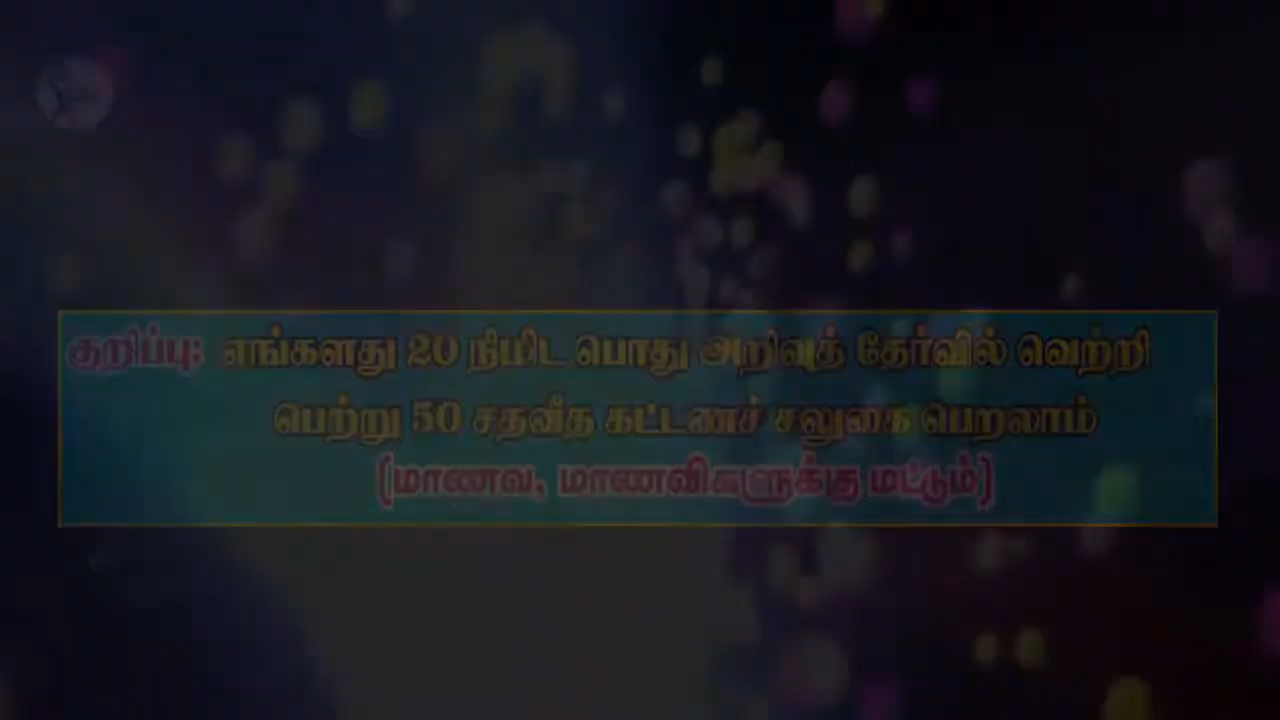 குறிப்பு: எங்களது 20 நிமிட பொது அறிவுத் தேர்வில் வெற்றி
பெற்று 50 சதவீத கட்டணச் சலுகை பெறலாம்
(மாணவ, மாணவிகளுக்கு மட்டும்)